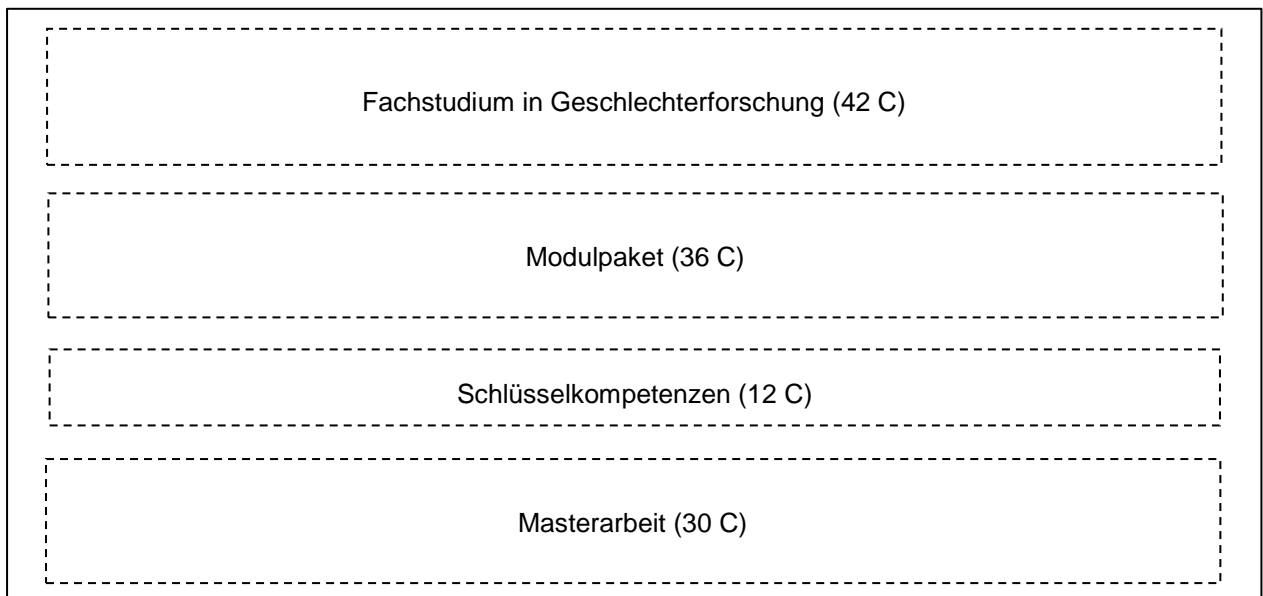 Fachstudium in Geschlechterforschung (42 C)
Modulpaket (36 C)
Schlüsselkompetenzen (12 C)
Masterarbeit (30 C)